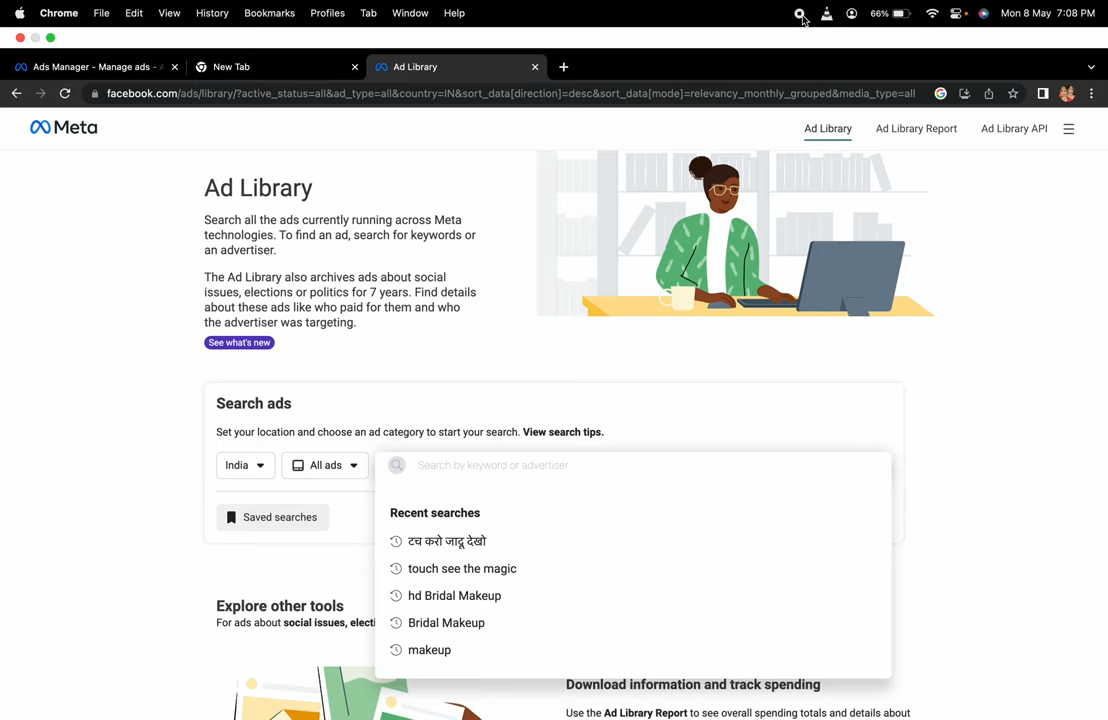 Chrome File Edit View History Bookmarks Profiles Tab Window Help 66% Mon 8 May 7:08 PM
Ads Manager - Manage ads - New Tab Ad Library
facebook.com/ads/library/?active_status=all&ad_type=all&country=IN&sort_data[direction]=desc&sort_data[mode]=relevancy_monthly_grouped&media_type=all
Meta Ad Library Ad Library Report Ad Library API
Ad Library
Search all the ads currently running across Meta
technologies. To find an ad, search for keywords or
an advertiser.
The Ad Library also archives ads about social
issues, elections or politics for 7 years. Find details
about these ads like who paid for them and who
the advertiser was targeting.
See what's new
Search ads
Set your location and choose an ad category to start your search. View search tips.
India All ads Search by keyword or advertiser
Saved searches
Recent searches
टच करो जादू देखो
touch see the magic
hd Bridal Makeup
Bridal Makeup
makeup
Explore other tools
For ads about social issues, electi
Download information and track spending
Use the Ad Library Report to see overall spending totals and details about